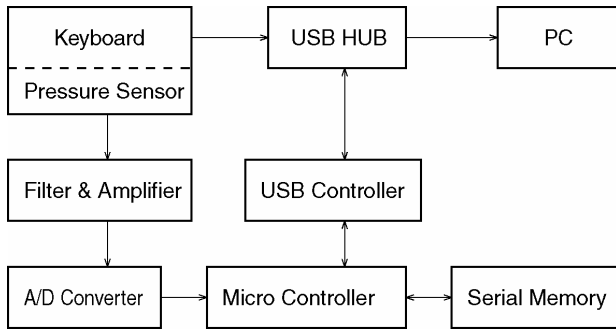 Keyboard
Pressure Sensor
USB HUB
PC
Filter & Amplifier
USB Controller
A/D Converter
Micro Controller
Serial Memory